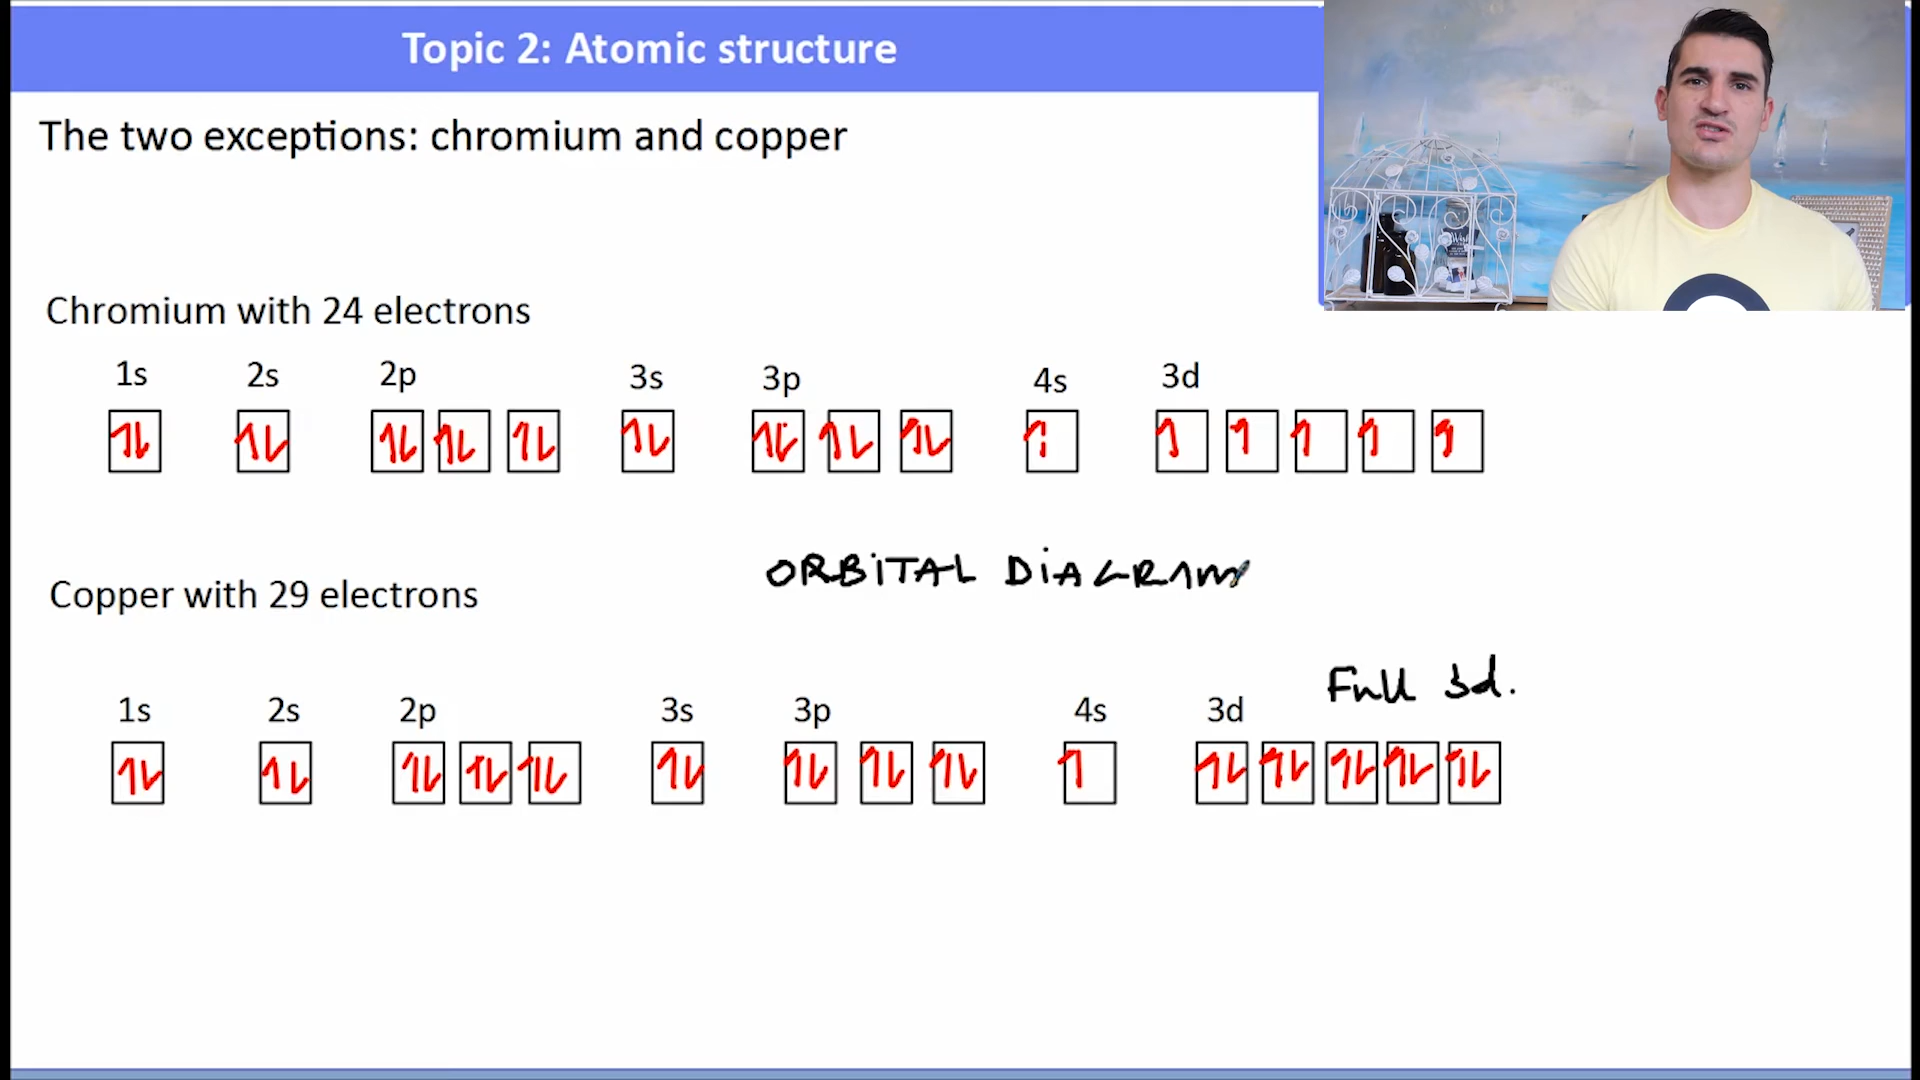 Topic 2: Atomic structure
The two exceptions: chromium and copper
Chromium with 24 electrons
1s 2s 2p 3s 3p 4s 3d
ORBITAL DIAGRAM
Copper with 29 electrons
Full 3d.
1s 2s 2p 3s 3p 4s 3d